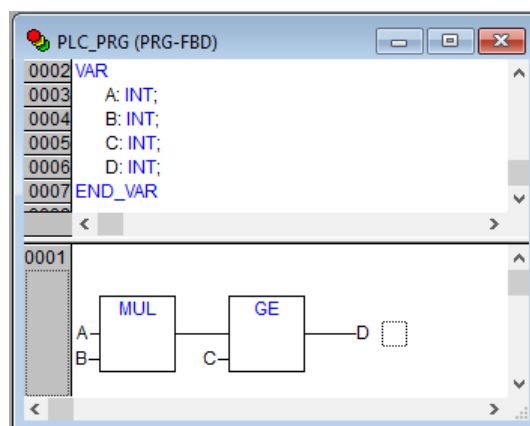 PLC_PRG (PRG-FBD)
0002 VAR
0003 A: INT;
0004 B: INT;
0005 C: INT;
0006 D: INT;
0007 END_VAR
0001
MUL GE
A D
B C